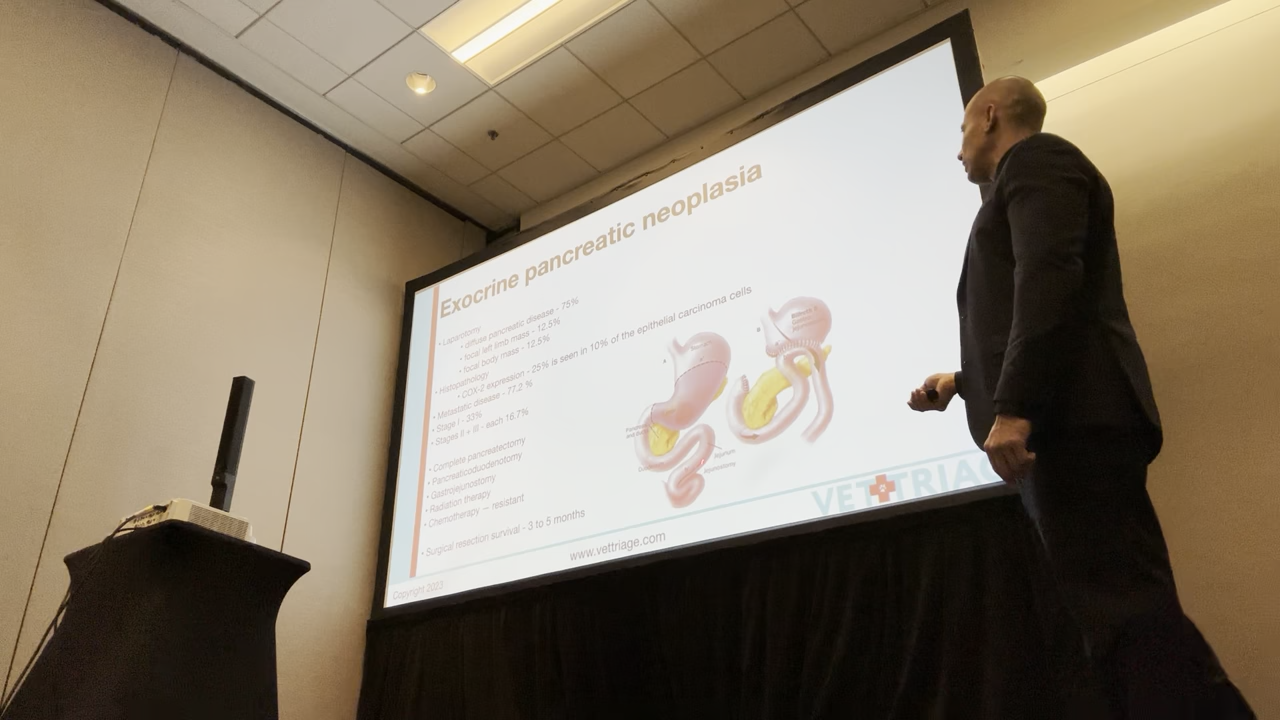 Exocrine pancreatic neoplasia
• Laparotomy
• diffuse pancreatic disease - 75%
• focal left limb mass - 12.5%
• focal body mass - 12.5%
• Histopathology
• COX-2 expression - 25% is seen in 10% of the epithelial carcinoma cells
• Metastatic disease - 77.2 %
• Stage I - 33%
• Stages II + III - each 16.7%
• Complete pancreatectomy
• Pancreaticoduodenotomy
• Gastrojejunostomy
• Radiation therapy
• Chemotherapy — resistant
• Surgical resection survival - 3 to 5 months
A
VET TRIAG
www.vettriage.com
Copyright 2023